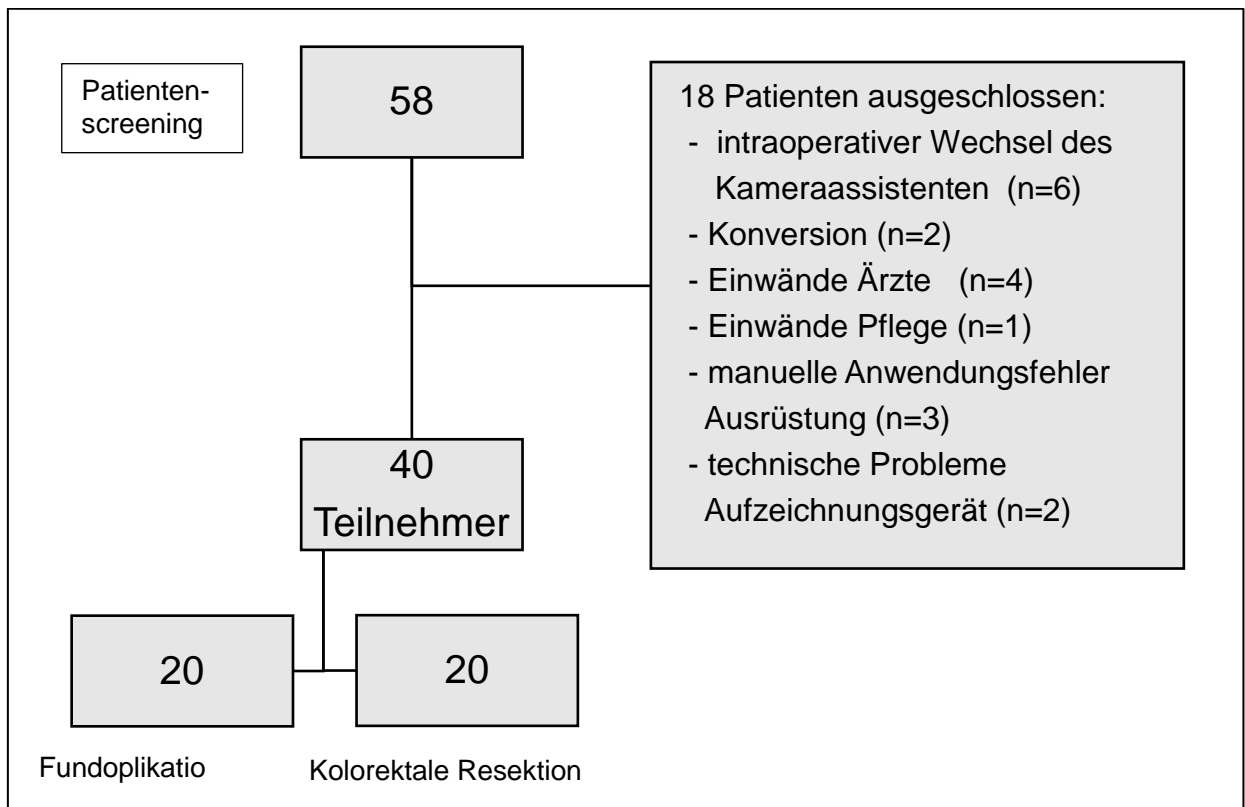 Patienten-
screening
58
18 Patienten ausgeschlossen:
- intraoperativer Wechsel des
Kameraassistenten (n=6)
- Konversion (n=2)
- Einwände Ärzte (n=4)
- Einwände Pflege (n=1)
- manuelle Anwendungsfehler
Ausrüstung (n=3)
- technische Probleme
Aufzeichnungsgerät (n=2)
40
Teilnehmer
20
20
Fundoplikatio
Kolorektale Resektion